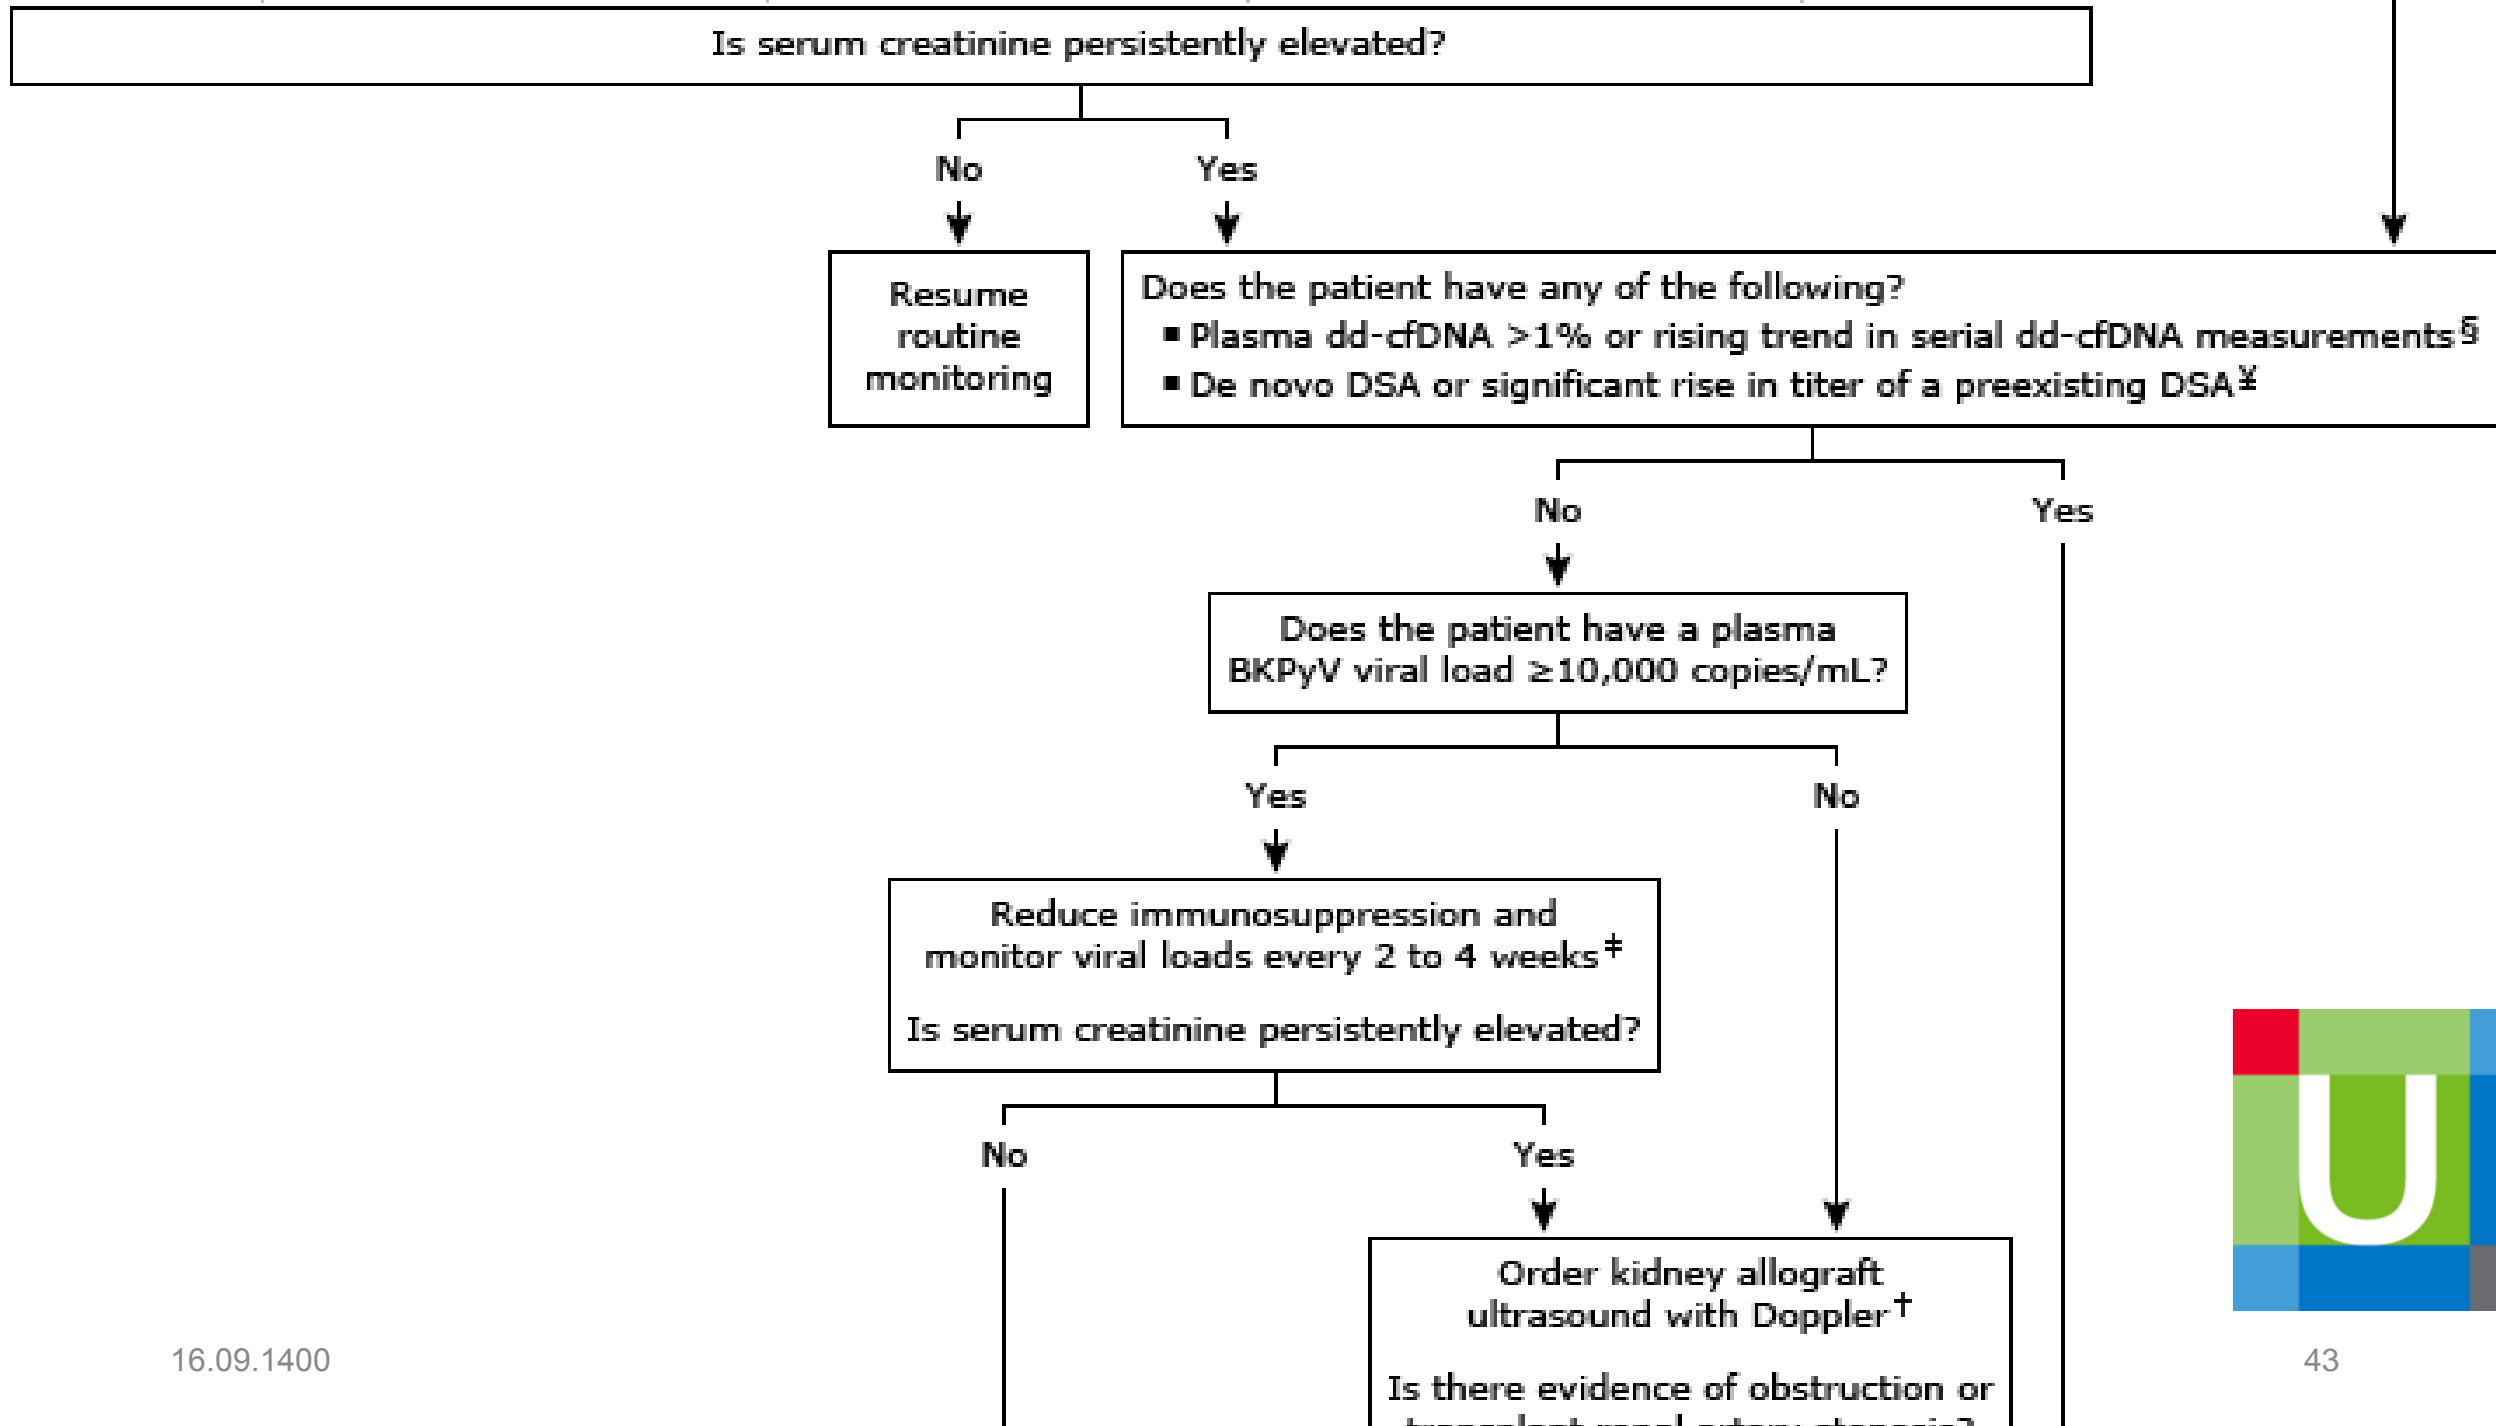 Is serum creatinine persistently elevated?
No
Yes
Resume
routine
monitoring
Does the patient have any of the following?
▪ Plasma dd-cfDNA >1% or rising trend in serial dd-cfDNA measurements§
▪ De novo DSA or significant rise in titer of a preexisting DSA¥
No
Yes
Does the patient have a plasma
BKPyV viral load ≥10,000 copies/mL?
Yes
No
Reduce immunosuppression and
monitor viral loads every 2 to 4 weeks‡
Is serum creatinine persistently elevated?
No
Yes
Order kidney allograft
ultrasound with Doppler†
Is there evidence of obstruction or
transplant renal artery stenosis?
U
16.09.1400
43